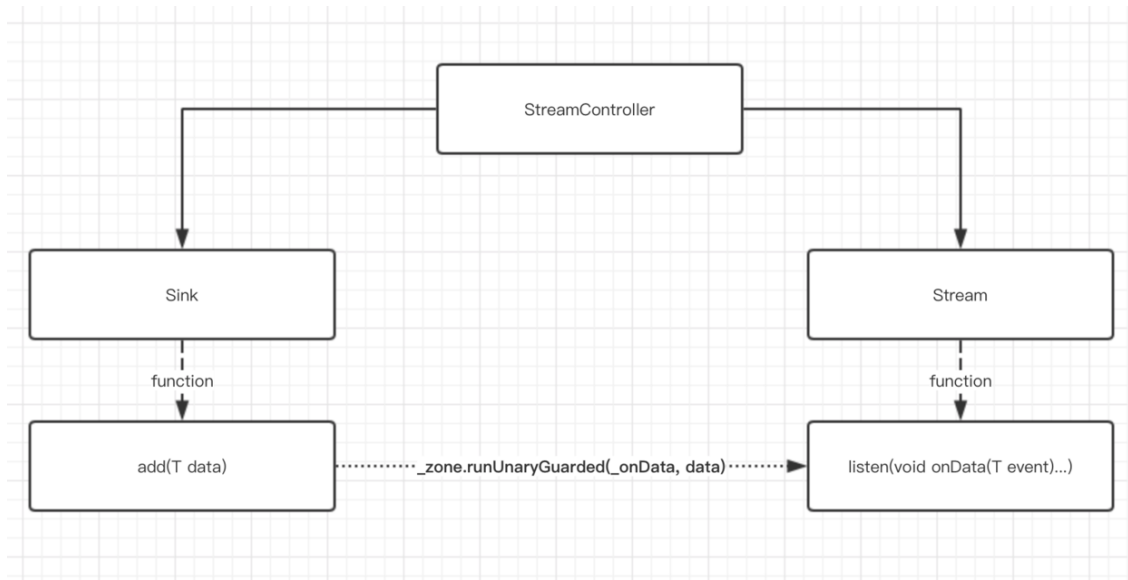 StreamController
Sink
Stream
function
function
add(T data)
_zone.runUnaryGuarded(_onData, data)
listen(void onData(T event)...)